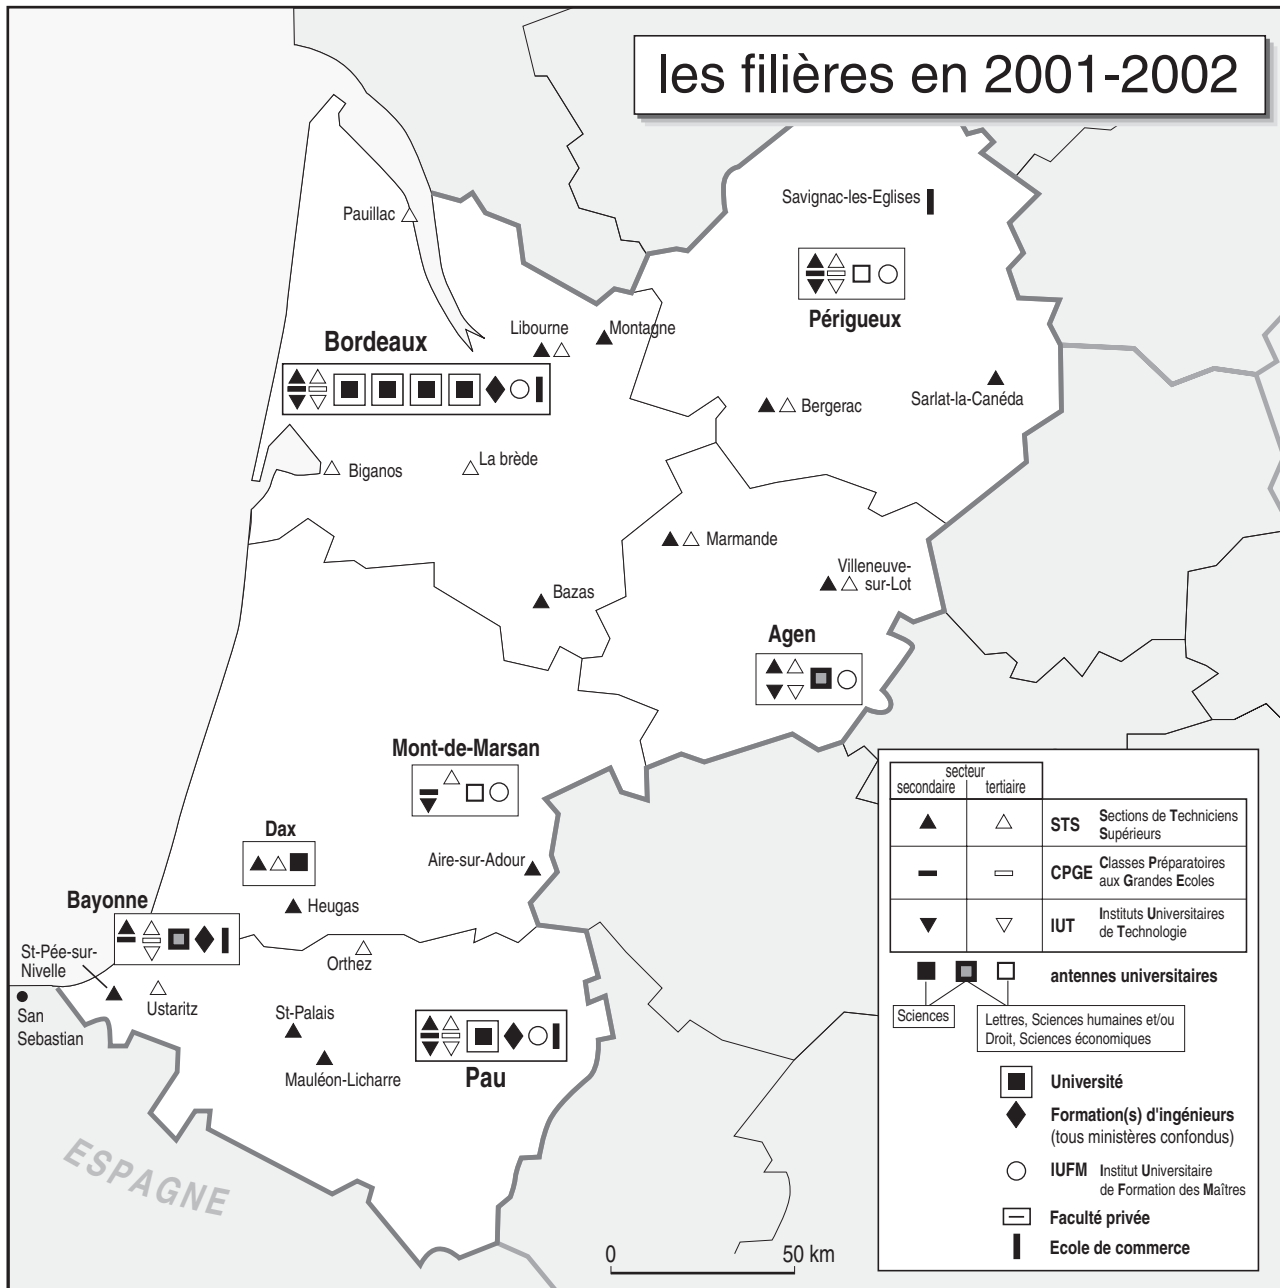 les filières en 2001-2002
Savignac-les-Eglises
Pauillac
Périgueux
Libourne
Montagne
Bordeaux
Sarlat-la-Canéda
Bergerac
La brède
Biganos
Marmande
Villeneuve-
sur-Lot
Bazas
Agen
Mont-de-Marsan
Dax
Aire-sur-Adour
Bayonne
Heugas
St-Pée-sur-
Nivelle
Orthez
Ustaritz
San
Sebastian
St-Palais
Mauléon-Licharre
Pau
ESPAGNE
0 50 km
secteur
secondaire tertiaire
STS Sections de Techniciens
Supérieurs
CPGE Classes Préparatoires
aux Grandes Ecoles
IUT Instituts Universitaires
de Technologie
antennes universitaires
Sciences
Lettres, Sciences humaines et/ou
Droit, Sciences économiques
Université
Formation(s) d'ingénieurs
(tous ministères confondus)
IUFM Institut Universitaire
de Formation des Maîtres
Faculté privée
Ecole de commerce